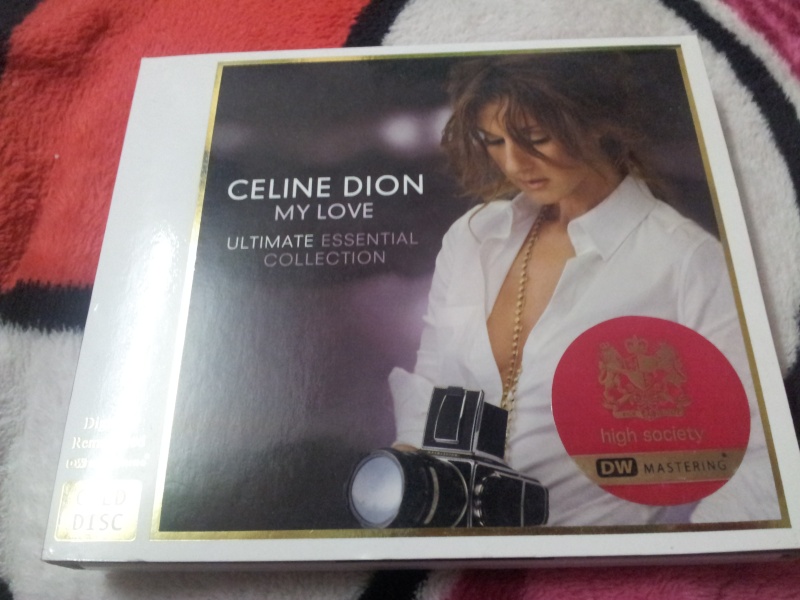 CELINE DION
MY LOVE
ULTIMATE ESSENTIAL
COLLECTION
high society
DW MASTERING
DISC